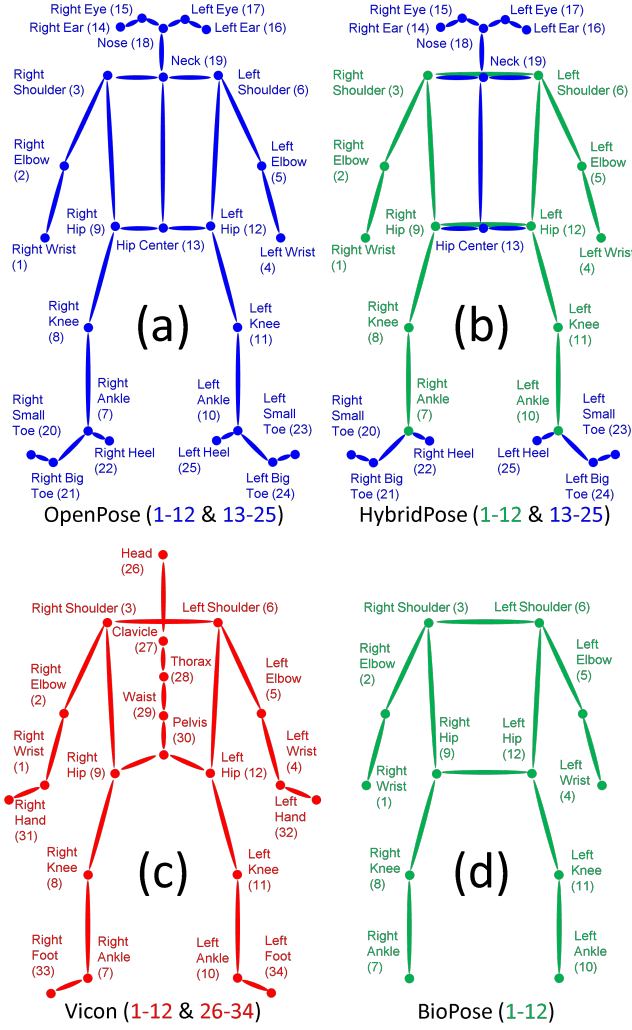 Right Eye (15)
Left Eye (17)
Right Ear (14)
Left Ear (16)
Nose (18)
Neck (19)
Right
Shoulder (3)
Left
Shoulder (6)
Right
Elbow
(2)
Left
Elbow
(5)
Right
Hip (9)
Left
Hip (12)
Right Wrist
(1)
Hip Center (13)
Left Wrist
(4)
Right
Knee
(8)
(a)
Left
Knee
(11)
Right
Ankle
(7)
Left
Ankle
(10)
Right
Small
Toe (20)
Left
Small
Toe (23)
Right Heel
(22)
Left Heel
(25)
Right Big
Toe (21)
Left Big
Toe (24)
OpenPose (1-12 & 13-25)
Right Eye (15)
Left Eye (17)
Right Ear (14)
Left Ear (16)
Nose (18)
Neck (19)
Right
Shoulder (3)
Left
Shoulder (6)
Right
Elbow
(2)
Left
Elbow
(5)
Right
Hip (9)
Left
Hip (12)
Right Wrist
(1)
Hip Center (13)
Left Wrist
(4)
Right
Knee
(8)
(b)
Left
Knee
(11)
Right
Ankle
(7)
Left
Ankle
(10)
Right
Small
Toe (20)
Left
Small
Toe (23)
Right Heel
(22)
Left Heel
(25)
Right Big
Toe (21)
Left Big
Toe (24)
HybridPose (1-12 & 13-25)
Head
(26)
Right Shoulder (3)
Left Shoulder (6)
Clavicle
(27)
Thorax
(28)
Right
Elbow
(2)
Left
Elbow
(5)
Waist
(29)
Pelvis
(30)
Right
Wrist
(1)
Left
Wrist
(4)
Right
Hip (9)
Left
Hip (12)
Right
Hand
(31)
Left
Hand
(32)
Right
Knee
(8)
(c)
Left
Knee
(11)
Right
Foot
(33)
Right
Ankle
(7)
Left
Ankle
(10)
Left
Foot
(34)
Vicon (1-12 & 26-34)
Right Shoulder (3)
Left Shoulder (6)
Right
Elbow
(2)
Left
Elbow
(5)
Right
Hip
(9)
Left
Hip
(12)
Right
Wrist
(1)
Left
Wrist
(4)
Right
Knee
(8)
(d)
Left
Knee
(11)
Right
Ankle
(7)
Left
Ankle
(10)
BioPose (1-12)